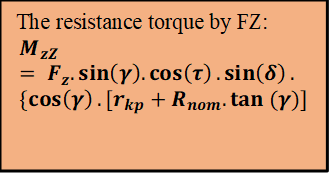 The resistance torque by FZ:
M_zZ
= F_z.sin(γ).cos(τ).sin(δ).
{cos(γ).[r_kp + R_nom.tan (γ)]